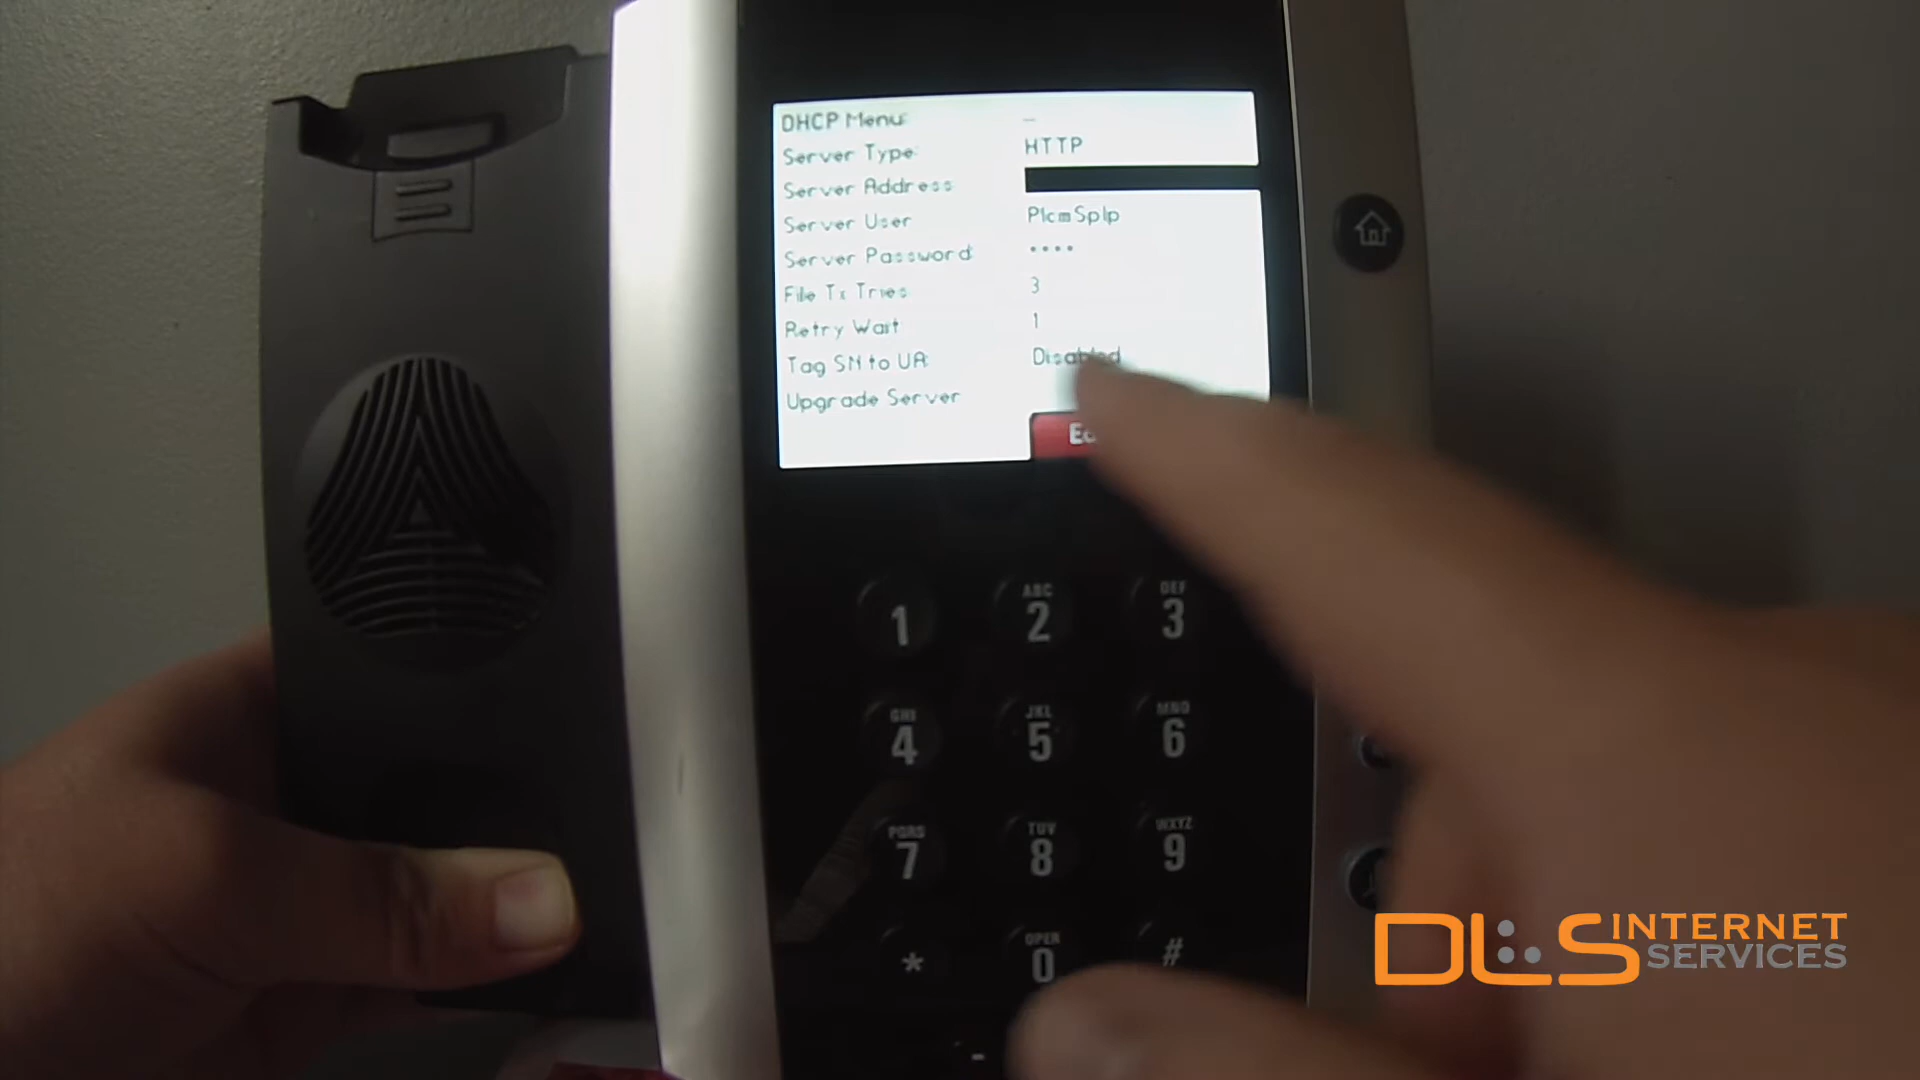 DHCP Menu:
Server Type: HTTP
Server Address:
Server User PlcmSpIp
Server Password: ****
File Tx Tries 3
Retry Wait 1
Tag SN to UA: Disabled
Upgrade Server
1
ABC
2
DEF
3
GHI
4
JKL
5
MNO
6
PQRS
7
TUV
8
WXYZ
9
*
OPER
0
#
DLS INTERNET
SERVICES